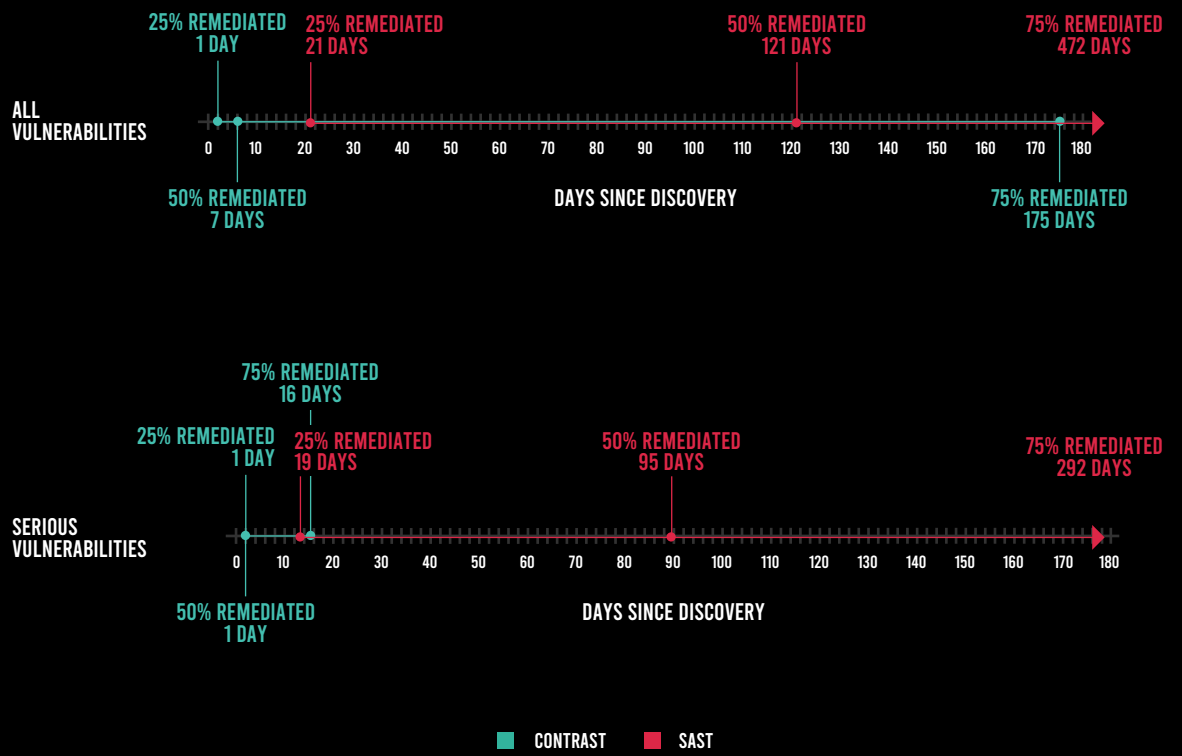 25% REMEDIATED
1 DAY
25% REMEDIATED
21 DAYS
50% REMEDIATED
121 DAYS
75% REMEDIATED
472 DAYS
ALL
VULNERABILITIES
0 10 20 30 40 50 60 70 80 90 100 110 120 130 140 150 160 170 180
50% REMEDIATED
7 DAYS
DAYS SINCE DISCOVERY
75% REMEDIATED
175 DAYS
75% REMEDIATED
16 DAYS
25% REMEDIATED
1 DAY
25% REMEDIATED
19 DAYS
50% REMEDIATED
95 DAYS
75% REMEDIATED
292 DAYS
SERIOUS
VULNERABILITIES
0 10 20 30 40 50 60 70 80 90 100 110 120 130 140 150 160 170 180
50% REMEDIATED
1 DAY
DAYS SINCE DISCOVERY
CONTRAST SAST